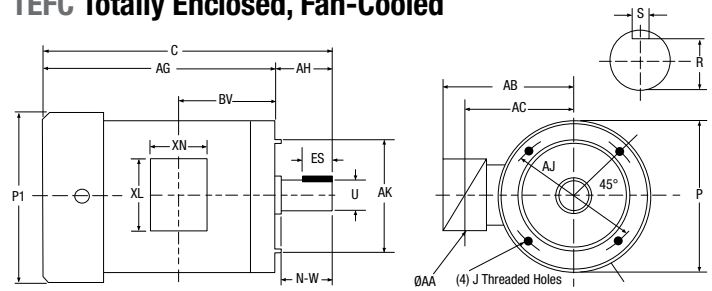 TEFC Totally Enclosed, Fan-Cooled
C
AG
AH
BV
XN
ES
P1
XL
U
AK
N-W
S
R
AB
AC
AJ
45°
P
ØAA
(4) J Threaded Holes